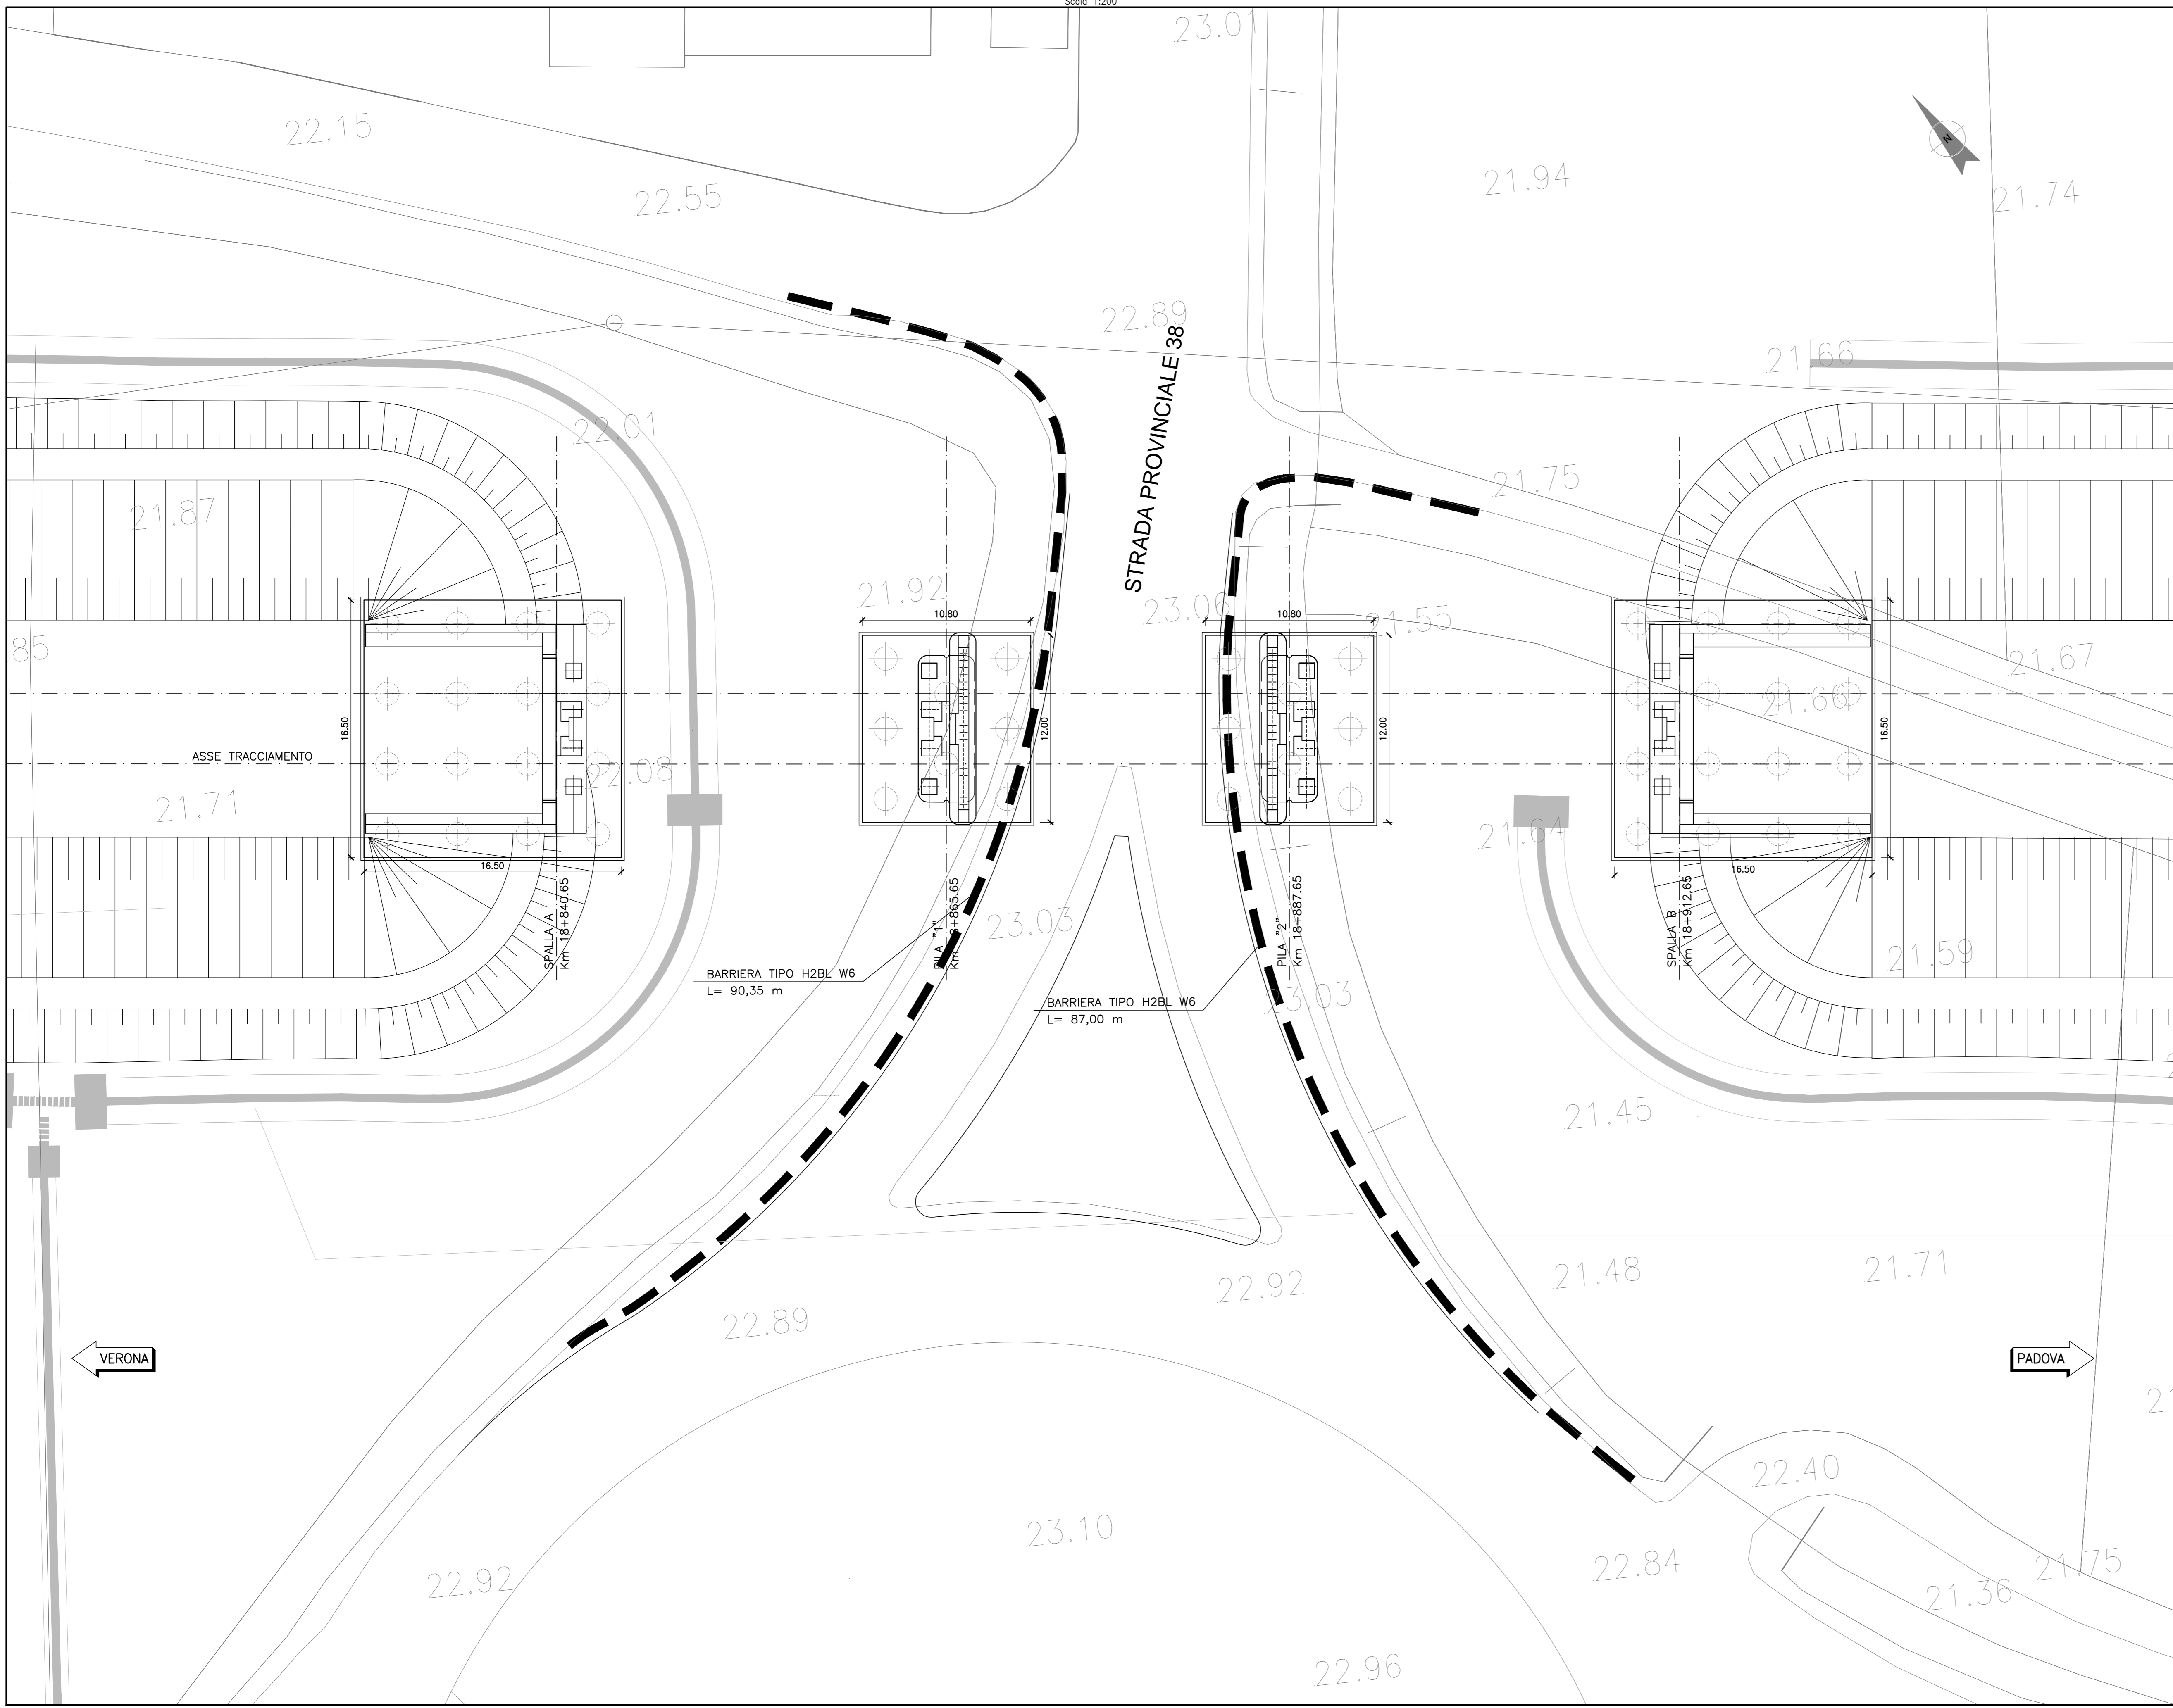 Scala 1:200
23.01
22.15
N
21.94
22.55
21.74
22.89
STRADA PROVINCIALE 38
21.66
22.01
21.75
21.87
21.92
10.80
23.06
10.80
21.55
85
21.67
21.66
16.50
12.00
12.00
16.50
ASSE TRACCIAMENTO
22.08
21.71
21.64
16.50
16.50
SPALLA A
Km 18+840.65
PILA "1"
Km 18+865.65
PILA "2"
Km 18+887.65
SPALLA B
Km 18+912.65
23.03
21.59
BARRIERA TIPO H2BL W6
L= 90,35 m
BARRIERA TIPO H2BL W6
L= 87,00 m
23.03
21.45
21.48
21.71
22.92
22.89
VERONA
PADOVA
22.40
23.10
22.84
21.75
22.92
21.36
22.96